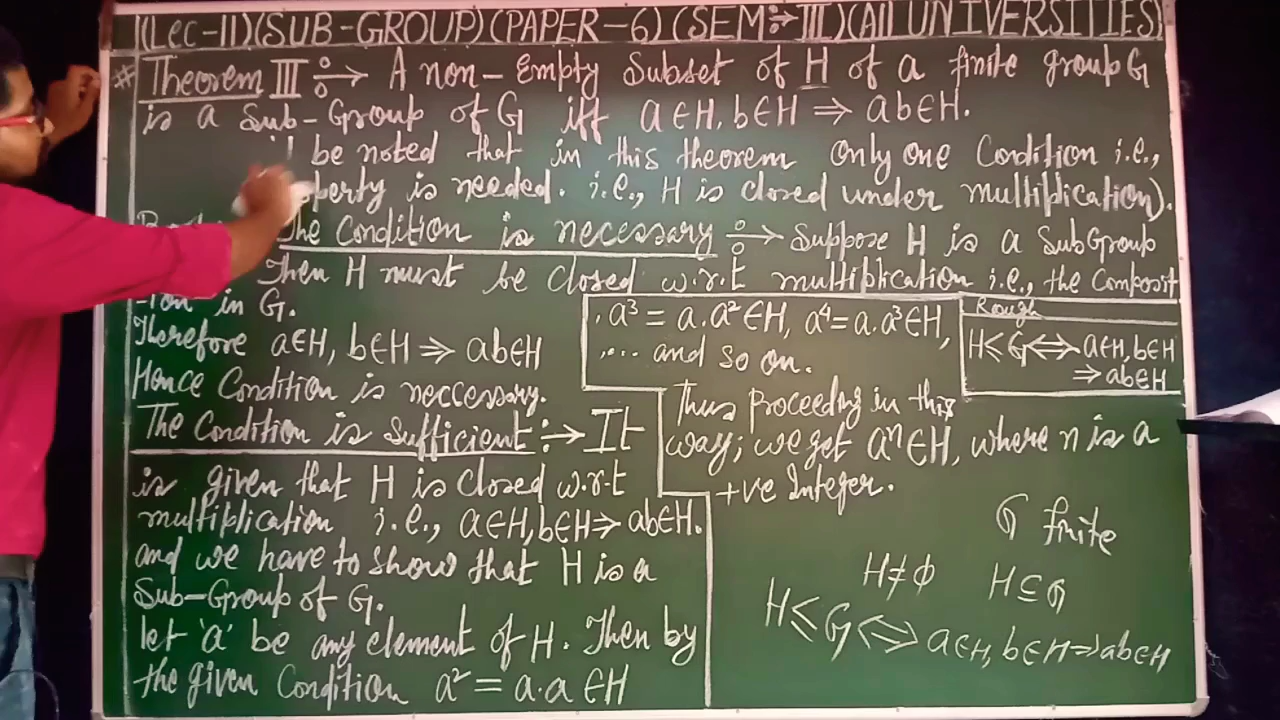 (Lec-11)(SUB-GROUP)(PAPER-6)(SEM÷→III)(All UNIVERSITIES)
# Theorem III ÷→ A non-Empty Subset of H of a finite group G
is a Sub-Group of G iff a∈H, b∈H ⇒ ab∈H.
be noted that in this theorem Only One Condition i.e.,
is needed. i.e., H is closed under multiplication).
The Condition is necessary ÷→ Suppose H is a SubGroup
Then H must be closed w.r.t multiplication i.e., the Composit
-ion in G.
Therefore a∈H, b∈H ⇒ ab∈H
Hence Condition is neccessary.
The Condition is Sufficient ÷→ It
is given that H is closed w.r.t
multiplication i.e., a∈H, b∈H ⇒ ab∈H.
and we have to show that H is a
Sub-Group of G.
let 'a' be any element of H. Then by
the given Condition a² = a.a ∈H
, a³ = a.a²∈H, a⁴=a.a³∈H,
,... and so on.
Thus proceeding in this
way; we get aⁿ∈H, where n is a
+ve Integer.
Rough
H≤G⟺a∈H, b∈H
⇒ab∈H
G finite
H≠φ H⊆G
H≤G⟺a∈H, b∈H⇒ab∈H